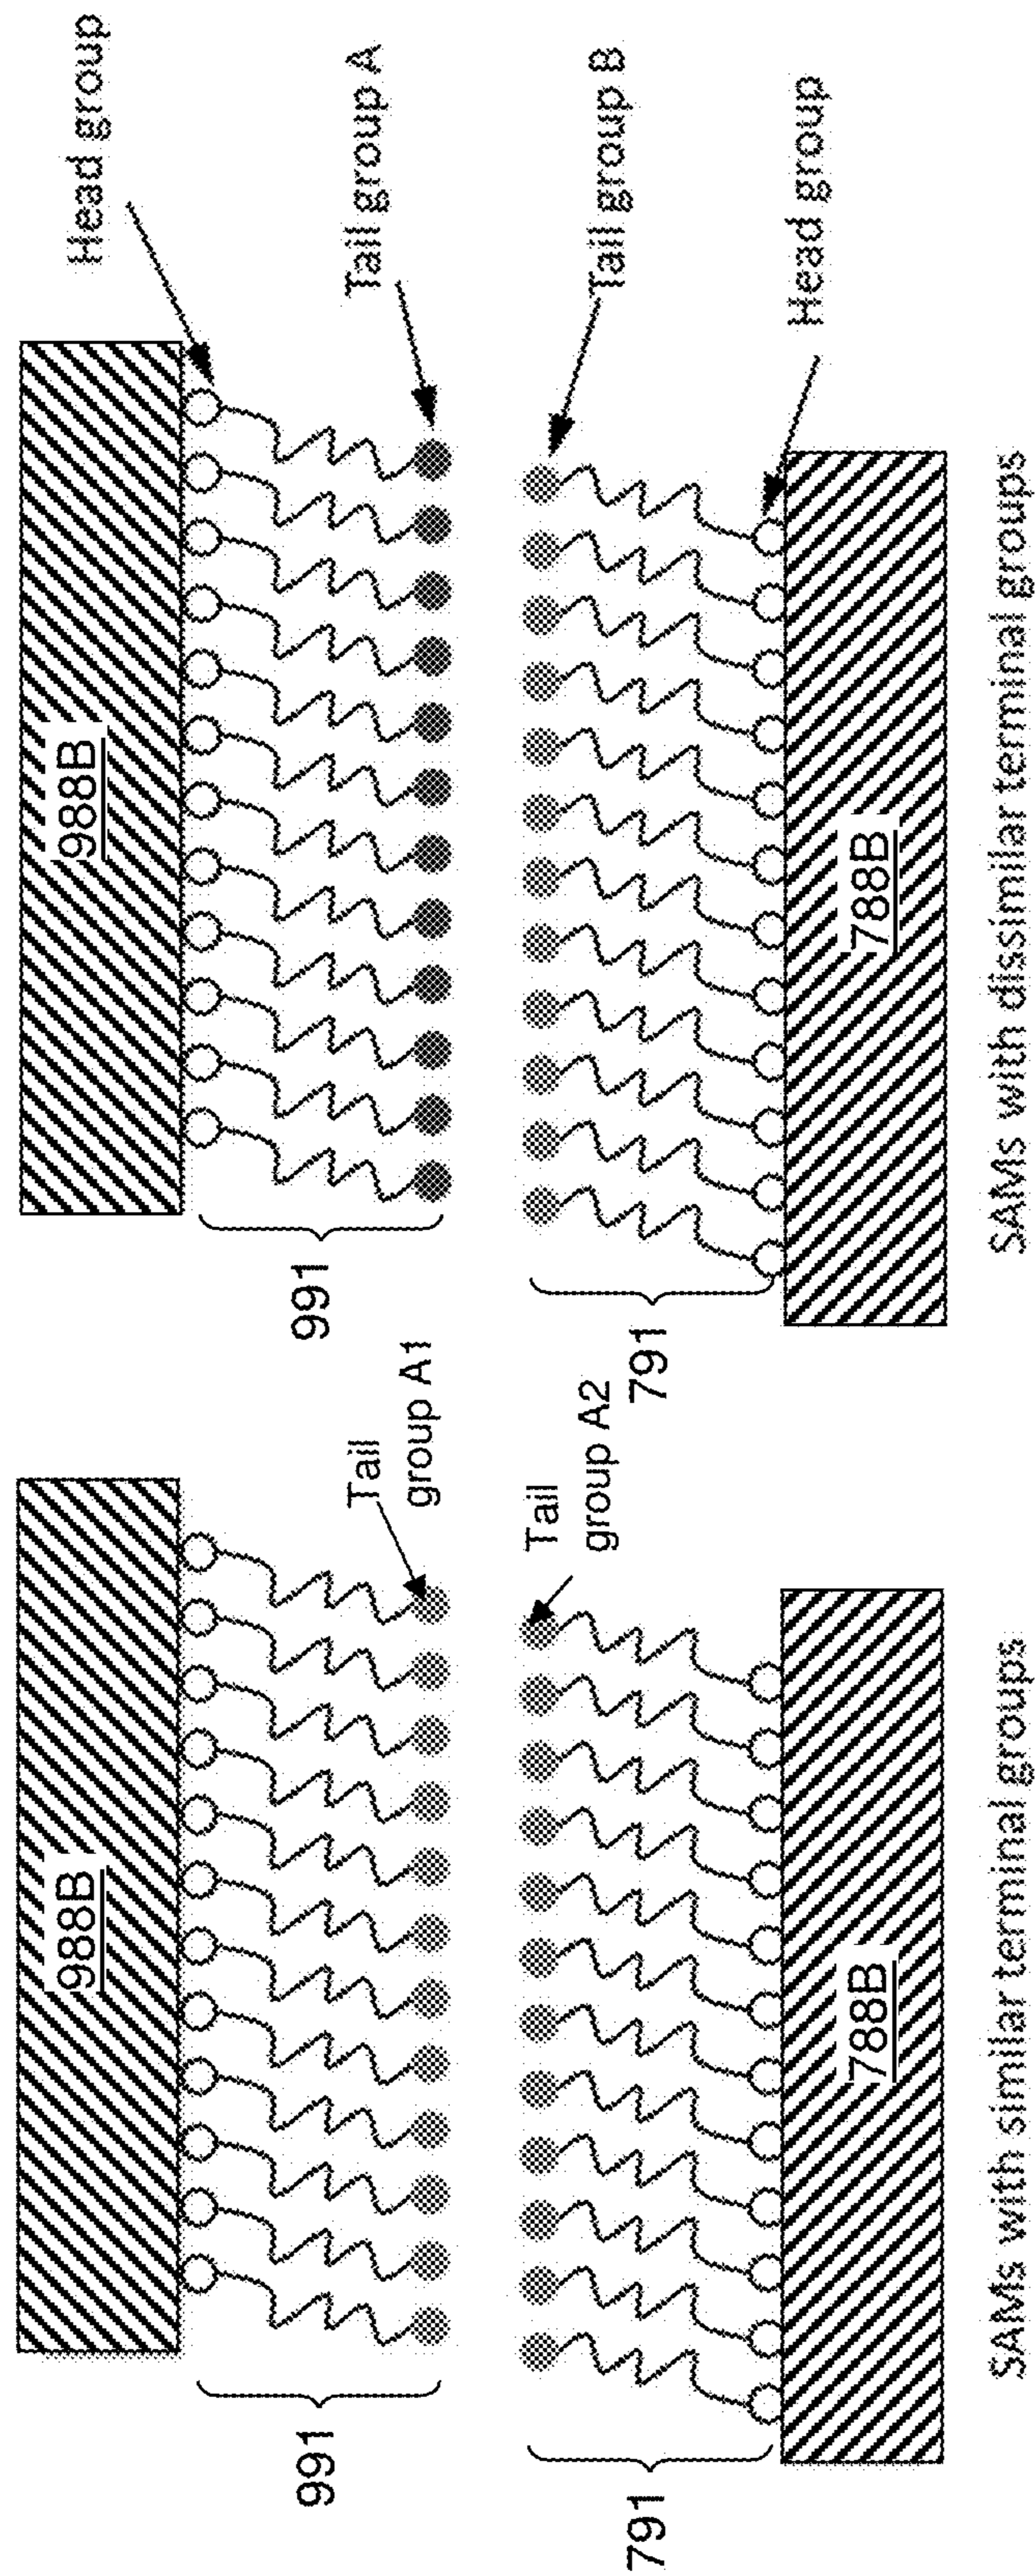 988B
991
Tail
group A1
Tail
group A2
791
788B
SAMs with similar terminal groups
Head group
988B
991
Tail group A
Tail group B
791
Head group
788B
SAMs with dissimilar terminal groups